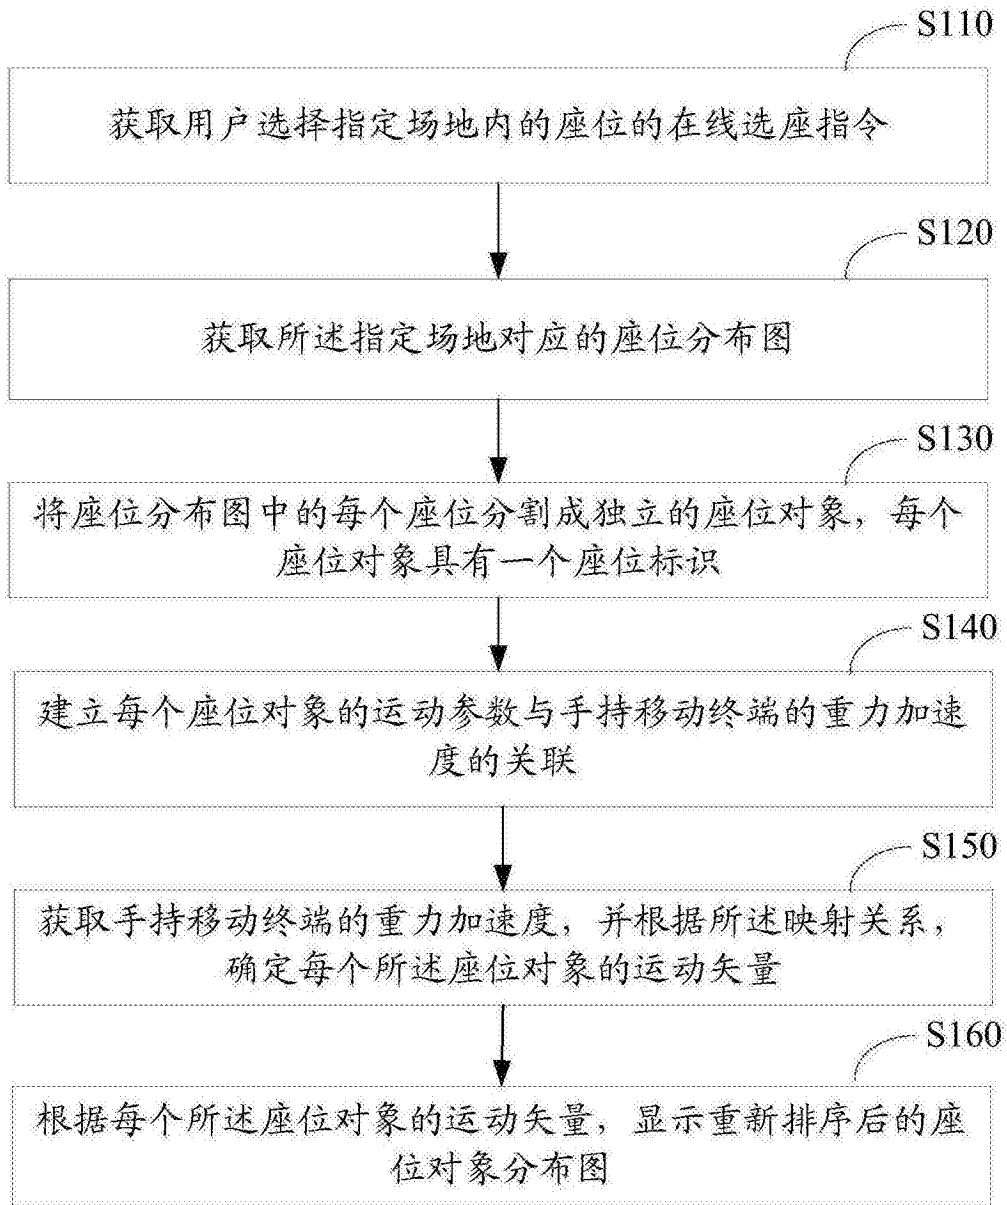 S110
获取用户选择指定场地内的座位的在线选座指令
S120
获取所述指定场地对应的座位分布图
S130
将座位分布图中的每个座位分割成独立的座位对象，每个
座位对象具有一个座位标识
S140
建立每个座位对象的运动参数与手持移动终端的重力加速
度的关联
S150
获取手持移动终端的重力加速度，并根据所述映射关系，
确定每个所述座位对象的运动矢量
S160
根据每个所述座位对象的运动矢量，显示重新排序后的座
位对象分布图